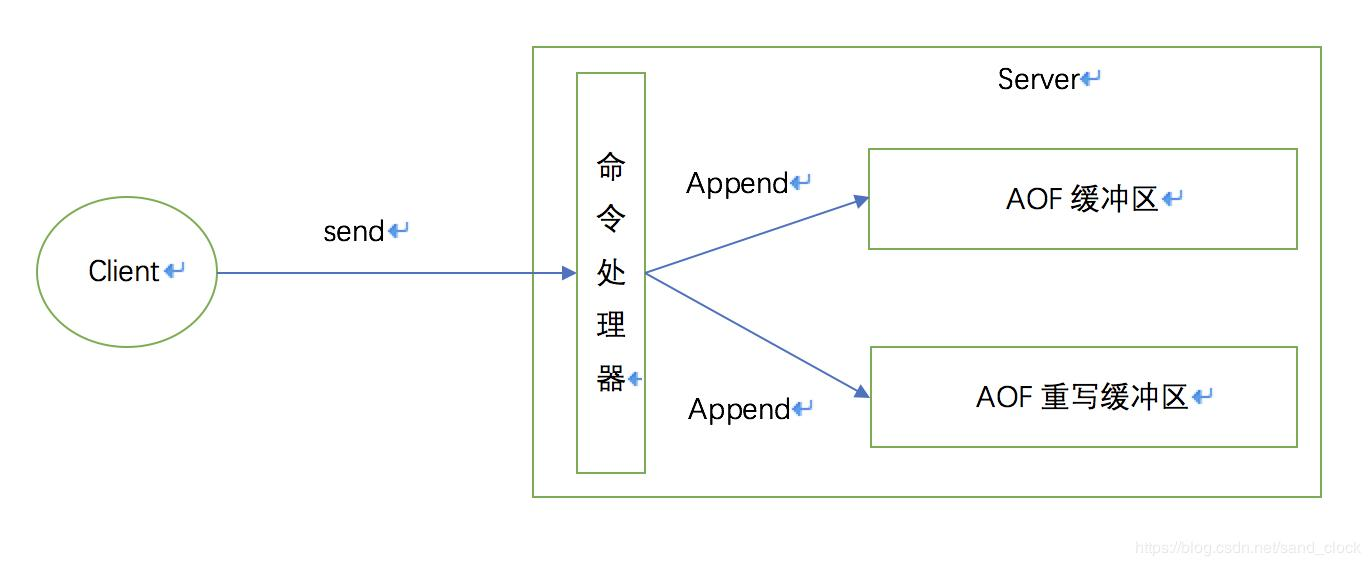 Server
命
令
处
理
器
Append
AOF 缓冲区
send
Client
Append
AOF 重写缓冲区
https://blog.csdn.net/sand_clock